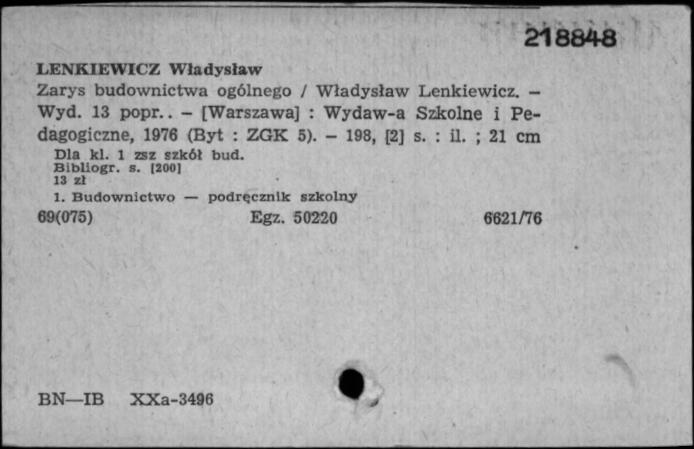 218848
LENKIEWICZ Władysław
Zarys budownictwa ogólnego / Władysław Lenkiewicz. –
Wyd. 13 popr.. – [Warszawa] : Wydaw-a Szkolne i Pe-
dagogiczne, 1976 (Byt : ZGK 5). – 198, [2] s. : il. ; 21 cm
Dla kl. 1 zsz szkół bud.
Bibliogr. s. [200]
13 zł
1. Budownictwo — podręcznik szkolny
69(075) Egz. 50220 6621/76
BN—IB XXa-3496